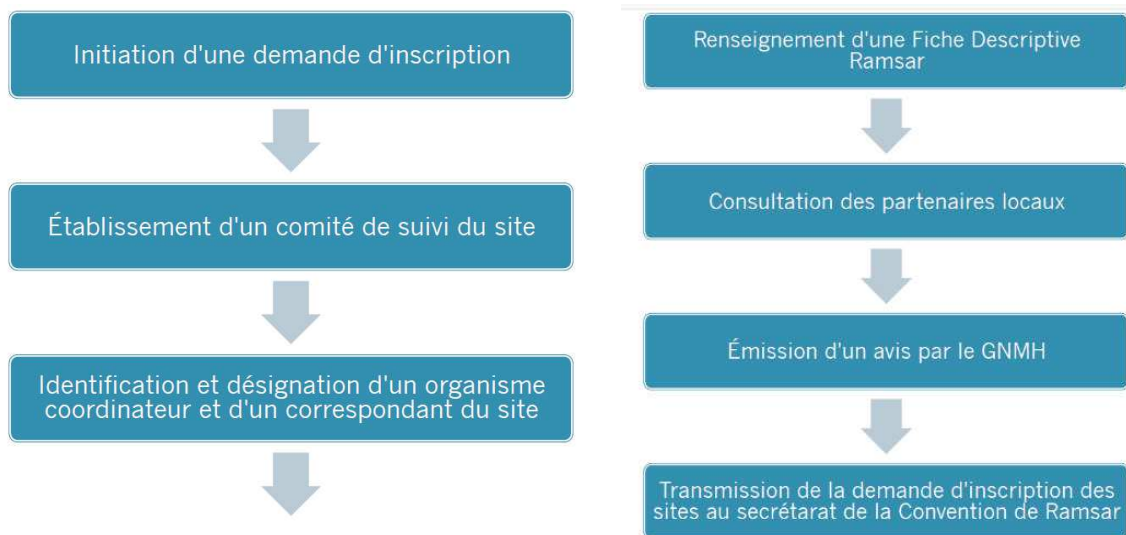 Initiation d'une demande d'inscription
Établissement d'un comité de suivi du site
Identification et désignation d'un organisme
coordinateur et d'un correspondant du site
Renseignement d'une Fiche Descriptive
Ramsar
Consultation des partenaires locaux
Émission d'un avis par le GNMH
Transmission de la demande d'inscription des
sites au secrétarat de la Convention de Ramsar